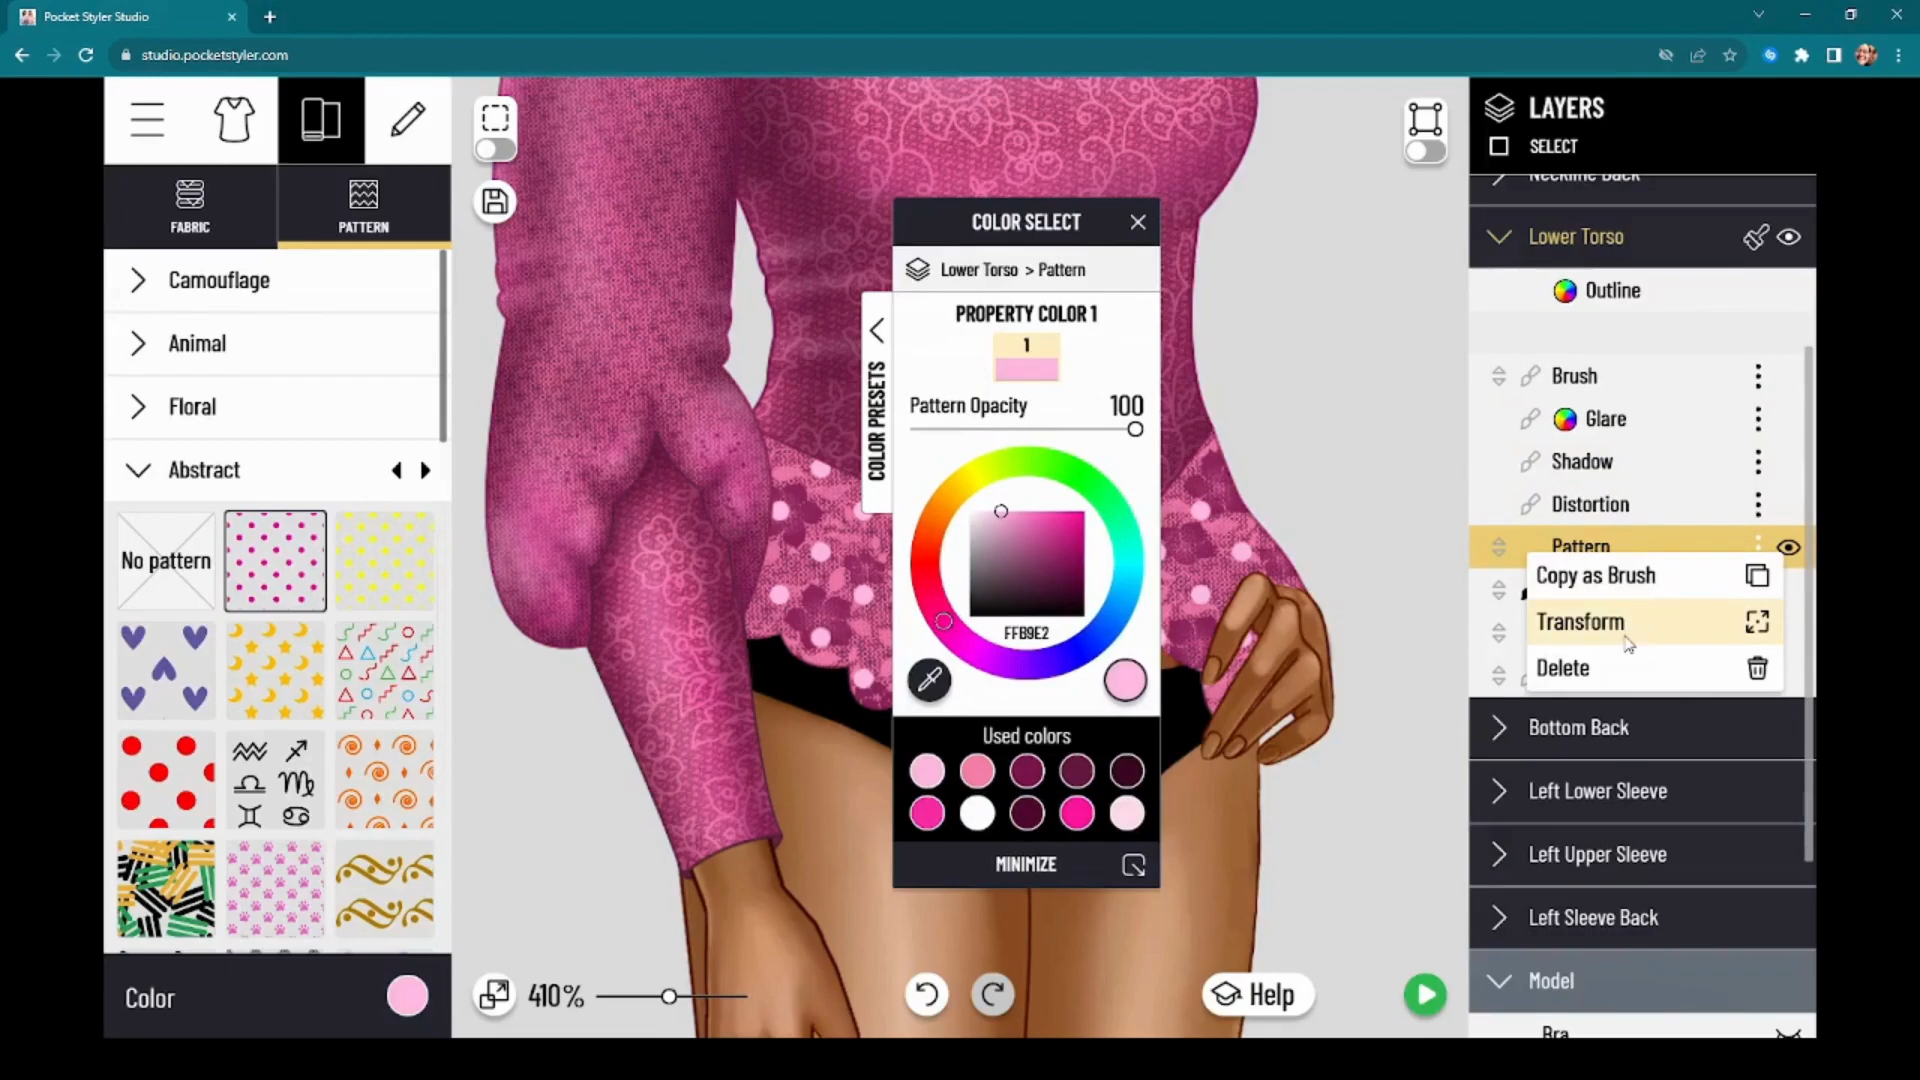 Pocket Styler Studio
studio.pocketstyler.com
FABRIC
PATTERN
Camouflage
Animal
Floral
Abstract
No pattern
Color
410%
Help
COLOR SELECT
Lower Torso > Pattern
COLOR PRESETS
PROPERTY COLOR 1
1
Pattern Opacity 100
FFB9E2
Used colors
MINIMIZE
LAYERS
SELECT
Neckline Back
Lower Torso
Outline
Brush
Glare
Shadow
Distortion
Pattern
Copy as Brush
Transform
Delete
Bottom Back
Left Lower Sleeve
Left Upper Sleeve
Left Sleeve Back
Model
Bra